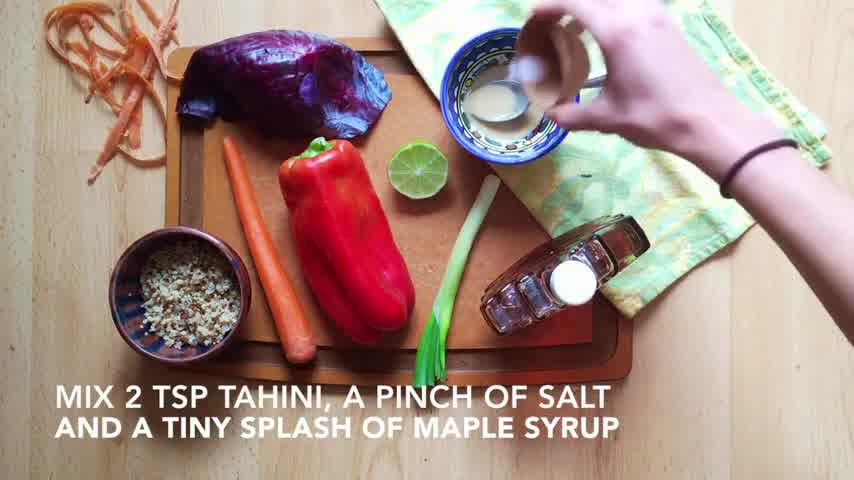 MIX 2 TSP TAHINI, A PINCH OF SALT
AND A TINY SPLASH OF MAPLE SYRUP